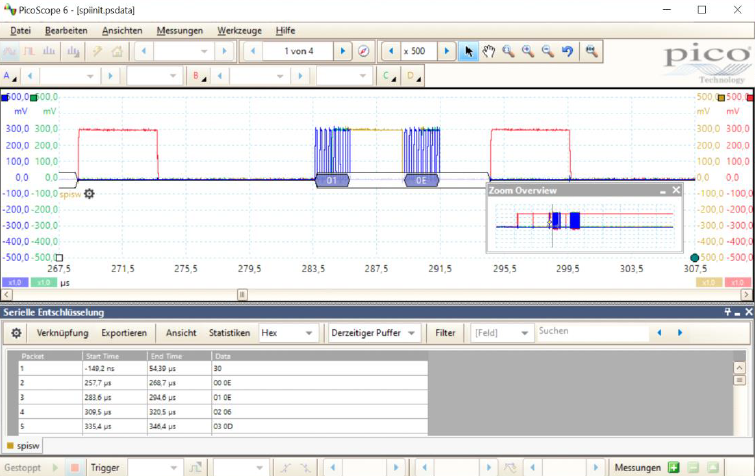 PicoScope 6 - [spiinit.psdata]
Datei Bearbeiten Ansichten Messungen Werkzeuge Hilfe
1 von 4 x 500
pico
Technology
A B C D
500,0 500,0 500,0 500,0
mV mV mV mV
300,0 300,0 300,0 300,0
200,0 200,0 200,0 200,0
100,0 100,0 100,0 100,0
0,0 0,0 0,0 0,0
01 0E
-100,0 -100,0 -100,0 -100,0
spisw
Zoom Overview
-200,0 -200,0
-300,0 -300,0
-400,0 -400,0
-300,0 -300,0
-400,0 -400,0
-500,0 -500,0 -500,0 -500,0
267,5 271,5 275,5 279,5 283,5 287,5 291,5 295,5 299,5 303,5 307,5
x1,0 x1,0 µs x1,0 x1,0
Serielle Entschlüsselung
Verknüpfung Exportieren Ansicht Statistiken Hex Derzeitiger Puffer Filter [Feld] Suchen
Packet Start Time End Time Data
1 -149,2 ns 54,39 µs 30
2 257,7 µs 268,7 µs 00 0E
3 283,6 µs 294,6 µs 01 0E
4 309,5 µs 320,5 µs 02 06
5 335,4 µs 346,4 µs 03 0D
spisw
Gestoppt Trigger Messungen